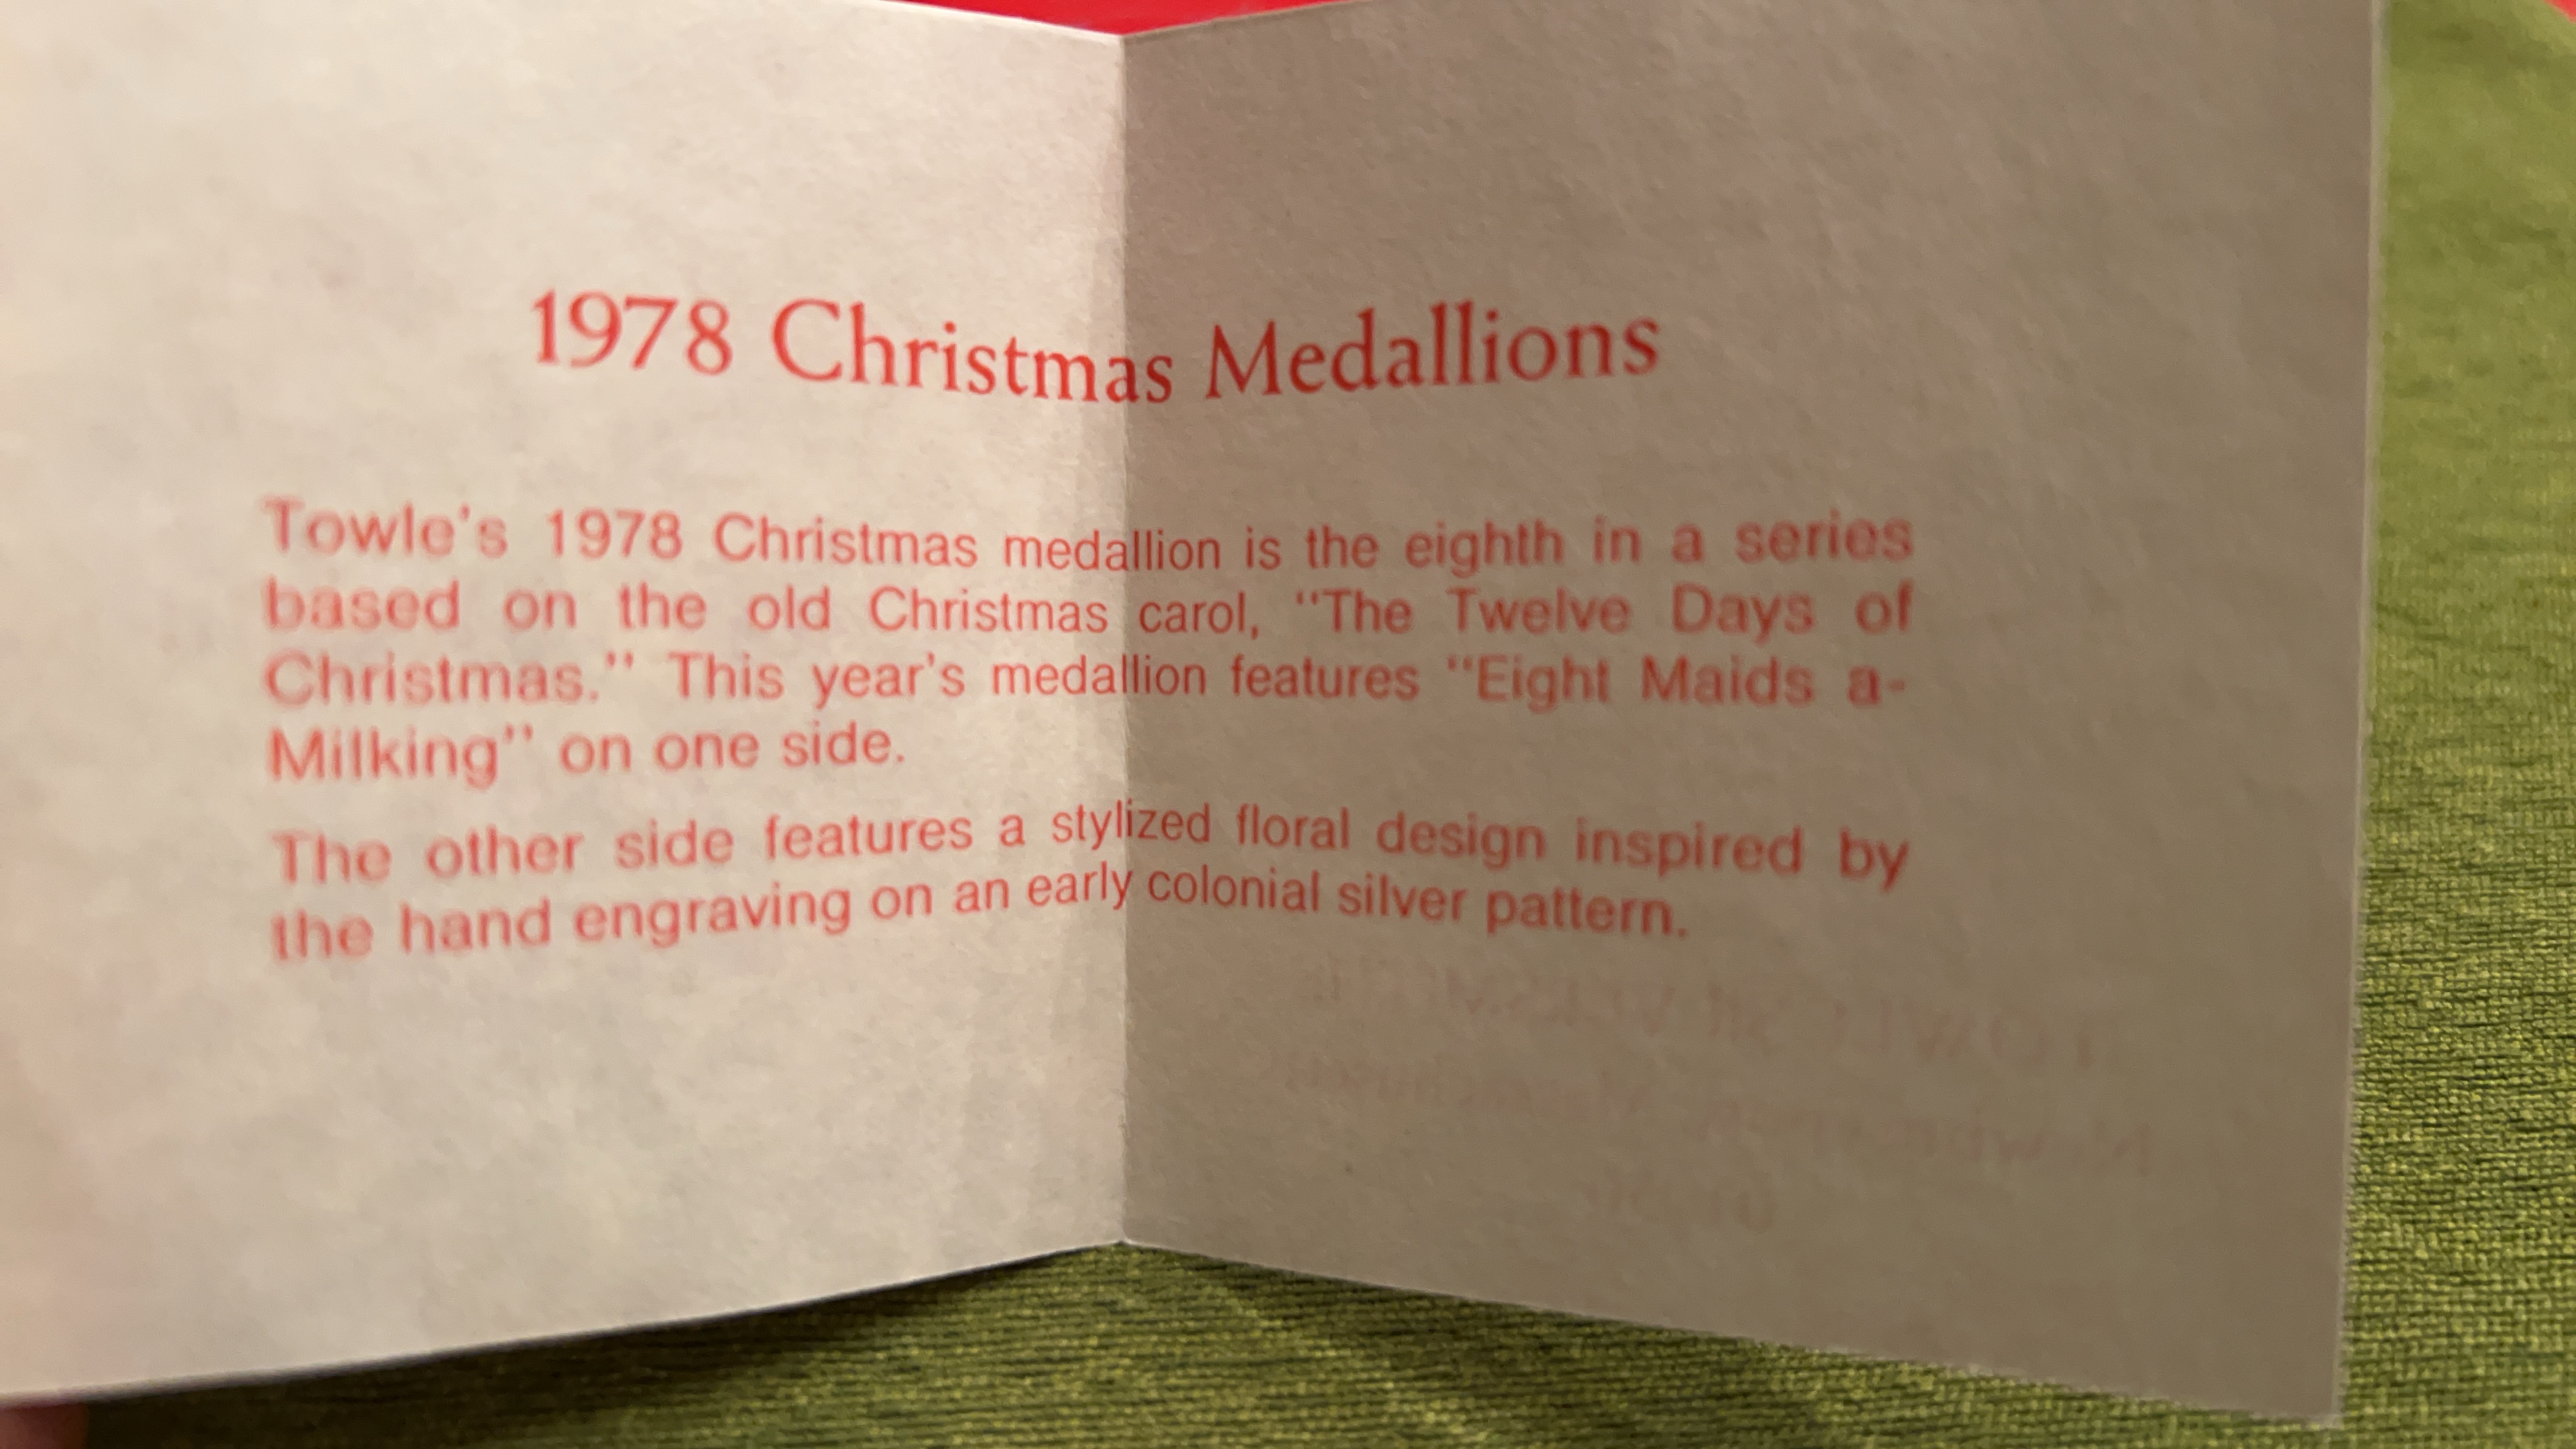 1978 Christmas Medallions
Towle's 1978 Christmas medallion is the eighth in a series
based on the old Christmas carol, "The Twelve Days of
Christmas." This year's medallion features "Eight Maids a-
Milking" on one side.
The other side features a stylized floral design inspired by
the hand engraving on an early colonial silver pattern.